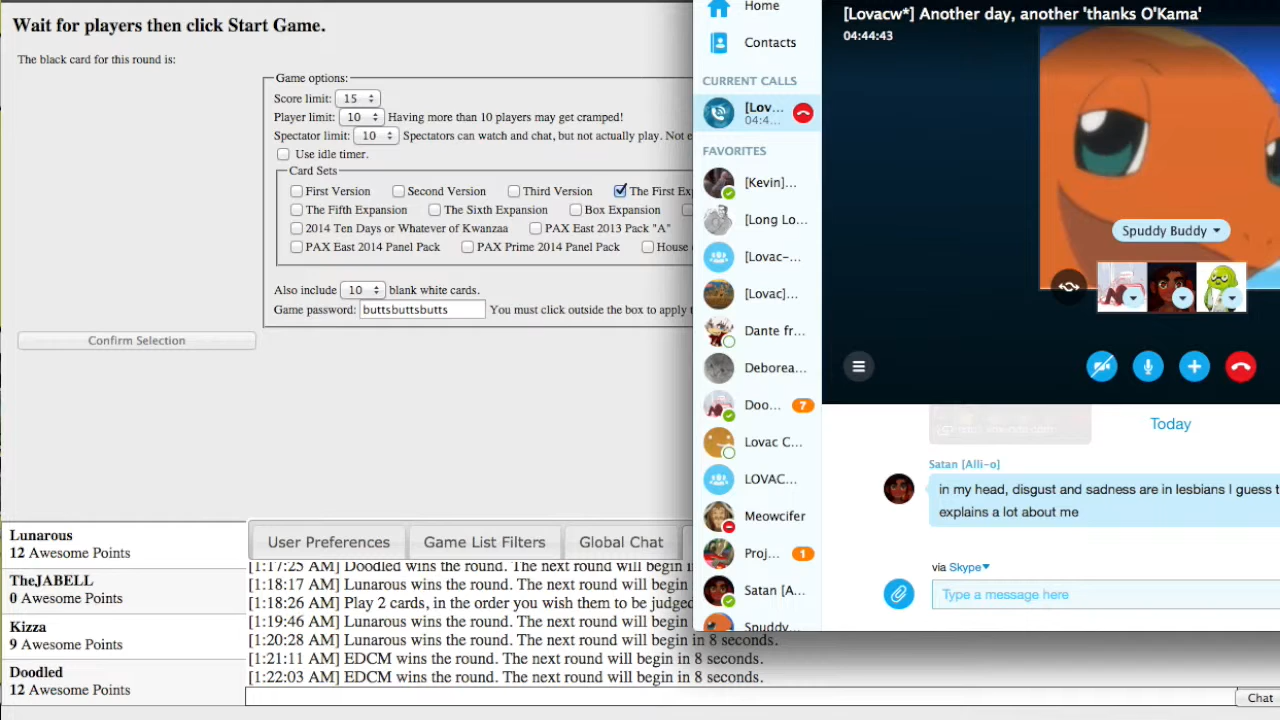 Wait for players then click Start Game.
The black card for this round is:
Game options:
Score limit: 15
Player limit: 10 Having more than 10 players may get cramped!
Spectator limit: 10 Spectators can watch and chat, but not actually play. Not e
Use idle timer.
Card Sets
First Version Second Version Third Version The First Exp
The Fifth Expansion The Sixth Expansion Box Expansion
2014 Ten Days or Whatever of Kwanzaa PAX East 2013 Pack "A"
PAX East 2014 Panel Pack PAX Prime 2014 Panel Pack House
Also include 10 blank white cards.
Game password: buttsbuttsbutts You must click outside the box to apply t
Confirm Selection
Lunarous
12 Awesome Points
TheJABELL
0 Awesome Points
Kizza
9 Awesome Points
Doodled
12 Awesome Points
User Preferences Game List Filters Global Chat
[1:17:25 AM] Doodled wins the round. The next round will begin in
[1:18:17 AM] Lunarous wins the round. The next round will begin
[1:18:26 AM] Play 2 cards, in the order you wish them to be judged
[1:19:46 AM] Lunarous wins the round. The next round will begin
[1:20:28 AM] Lunarous wins the round. The next round will begin in 8 seconds.
[1:21:11 AM] EDCM wins the round. The next round will begin in 8 seconds.
[1:22:03 AM] EDCM wins the round. The next round will begin in 8 seconds.
Chat
Home
Contacts
CURRENT CALLS
[Lov...
04:4...
FAVORITES
[Kevin]...
[Long Lo...
[Lovac-...
[Lovac]...
Dante fr...
Deborea...
Doo... 7
Lovac C...
LOVAC...
Meowcifer
Proj... 1
Satan [A...
Spuddy...
[Lovacw*] Another day, another 'thanks O'Kama'
04:44:43
Spuddy Buddy
Today
Satan [Alli-o]
in my head, disgust and sadness are in lesbians I guess t
explains a lot about me
via Skype
Type a message here